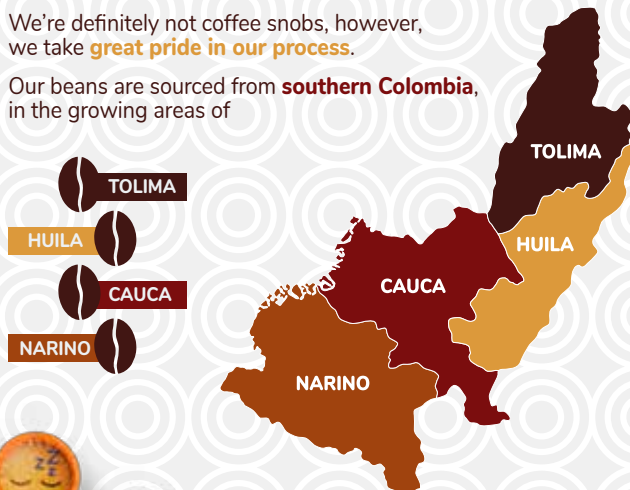 We're definitely not coffee snobs, however,
we take great pride in our process.
Our beans are sourced from southern Colombia,
in the growing areas of
TOLIMA
HUILA
CAUCA
NARINO
TOLIMA
HUILA
CAUCA
NARINO
zZZ